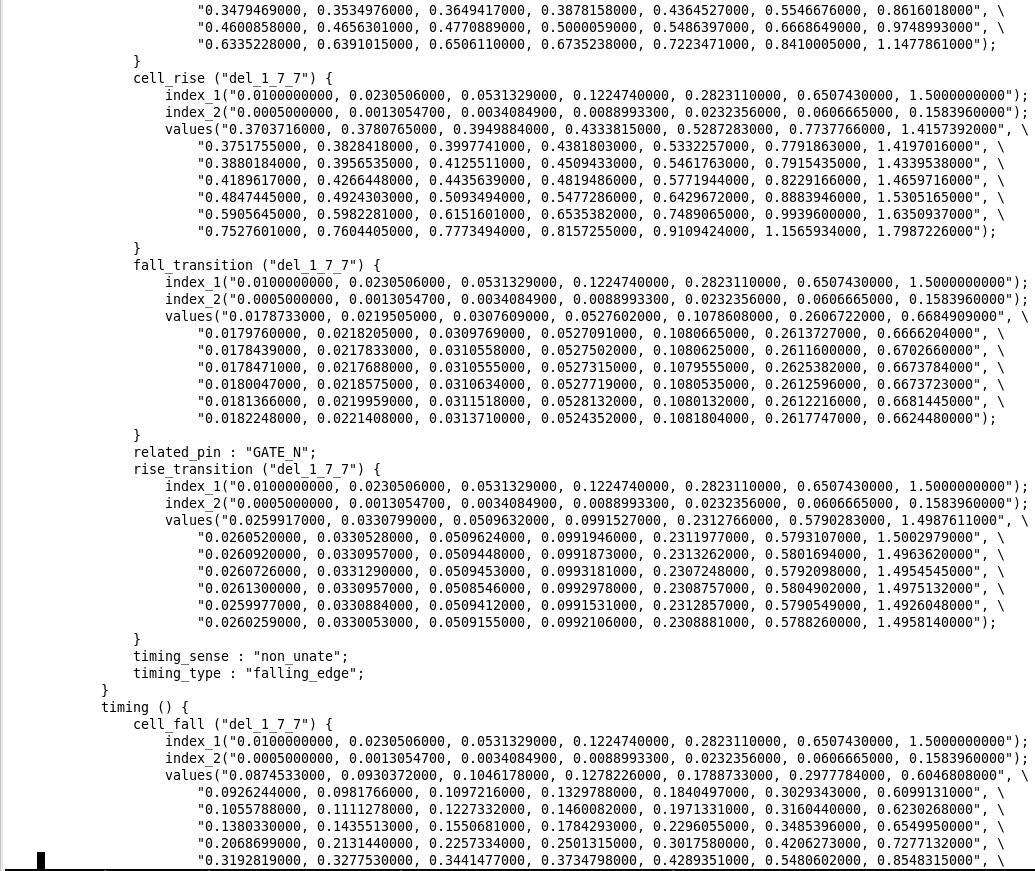 "0.3479469000, 0.3534976000, 0.3649417000, 0.3878158000, 0.4364527000, 0.5546676000, 0.8616018000", \
"0.4600858000, 0.4656301000, 0.4770889000, 0.5000059000, 0.5486397000, 0.6668649000, 0.9748993000", \
"0.6335228000, 0.6391015000, 0.6506110000, 0.6735238000, 0.7223471000, 0.8410005000, 1.1477861000");
}
cell_rise ("del_1_7_7") {
index_1("0.0100000000, 0.0230506000, 0.0531329000, 0.1224740000, 0.2823110000, 0.6507430000, 1.5000000000");
index_2("0.0005000000, 0.0013054700, 0.0034084900, 0.0088993300, 0.0232356000, 0.0606665000, 0.1583960000");
values("0.3703716000, 0.3780765000, 0.3949884000, 0.4333815000, 0.5287283000, 0.7737766000, 1.4157392000", \
"0.3751755000, 0.3828418000, 0.3997741000, 0.4381803000, 0.5332257000, 0.7791863000, 1.4197016000", \
"0.3880184000, 0.3956535000, 0.4125511000, 0.4509433000, 0.5461763000, 0.7915435000, 1.4339538000", \
"0.4189617000, 0.4266448000, 0.4435639000, 0.4819486000, 0.5771944000, 0.8229166000, 1.4659716000", \
"0.4847445000, 0.4924303000, 0.5093494000, 0.5477286000, 0.6429672000, 0.8883946000, 1.5305165000", \
"0.5905645000, 0.5982281000, 0.6151601000, 0.6535382000, 0.7489065000, 0.9939600000, 1.6350937000", \
"0.7527601000, 0.7604405000, 0.7773494000, 0.8157255000, 0.9109424000, 1.1565934000, 1.7987226000");
}
fall_transition ("del_1_7_7") {
index_1("0.0100000000, 0.0230506000, 0.0531329000, 0.1224740000, 0.2823110000, 0.6507430000, 1.5000000000");
index_2("0.0005000000, 0.0013054700, 0.0034084900, 0.0088993300, 0.0232356000, 0.0606665000, 0.1583960000");
values("0.0178733000, 0.0219505000, 0.0307609000, 0.0527602000, 0.1078608000, 0.2606722000, 0.6684909000", \
"0.0179760000, 0.0218205000, 0.0309769000, 0.0527091000, 0.1080665000, 0.2613727000, 0.6666204000", \
"0.0178439000, 0.0217833000, 0.0310558000, 0.0527502000, 0.1080625000, 0.2611600000, 0.6702660000", \
"0.0178471000, 0.0217688000, 0.0310555000, 0.0527315000, 0.1079555000, 0.2625382000, 0.6673784000", \
"0.0180047000, 0.0218575000, 0.0310634000, 0.0527719000, 0.1080535000, 0.2612596000, 0.6673723000", \
"0.0181366000, 0.0219959000, 0.0311518000, 0.0528132000, 0.1080132000, 0.2612216000, 0.6681445000", \
"0.0182248000, 0.0221408000, 0.0313710000, 0.0524352000, 0.1081804000, 0.2617747000, 0.6624480000");
}
related_pin : "GATE_N";
rise_transition ("del_1_7_7") {
index_1("0.0100000000, 0.0230506000, 0.0531329000, 0.1224740000, 0.2823110000, 0.6507430000, 1.5000000000");
index_2("0.0005000000, 0.0013054700, 0.0034084900, 0.0088993300, 0.0232356000, 0.0606665000, 0.1583960000");
values("0.0259917000, 0.0330799000, 0.0509632000, 0.0991527000, 0.2312766000, 0.5790283000, 1.4987611000", \
"0.0260520000, 0.0330528000, 0.0509624000, 0.0991946000, 0.2311977000, 0.5793107000, 1.5002979000", \
"0.0260920000, 0.0330957000, 0.0509448000, 0.0991873000, 0.2313262000, 0.5801694000, 1.4963620000", \
"0.0260726000, 0.0331290000, 0.0509453000, 0.0993181000, 0.2307248000, 0.5792098000, 1.4954545000", \
"0.0261300000, 0.0330957000, 0.0508546000, 0.0992978000, 0.2308757000, 0.5804902000, 1.4975132000", \
"0.0259977000, 0.0330884000, 0.0509412000, 0.0991531000, 0.2312857000, 0.5790549000, 1.4926048000", \
"0.0260259000, 0.0330053000, 0.0509155000, 0.0992106000, 0.2308881000, 0.5788260000, 1.4958140000");
}
timing_sense : "non_unate";
timing_type : "falling_edge";
}
timing () {
cell_fall ("del_1_7_7") {
index_1("0.0100000000, 0.0230506000, 0.0531329000, 0.1224740000, 0.2823110000, 0.6507430000, 1.5000000000");
index_2("0.0005000000, 0.0013054700, 0.0034084900, 0.0088993300, 0.0232356000, 0.0606665000, 0.1583960000");
values("0.0874533000, 0.0930372000, 0.1046178000, 0.1278226000, 0.1788733000, 0.2977784000, 0.6046808000", \
"0.0926244000, 0.0981766000, 0.1097216000, 0.1329788000, 0.1840497000, 0.3029343000, 0.6099131000", \
"0.1055788000, 0.1111278000, 0.1227332000, 0.1460082000, 0.1971331000, 0.3160440000, 0.6230268000", \
"0.1380330000, 0.1435513000, 0.1550681000, 0.1784293000, 0.2296055000, 0.3485396000, 0.6549950000", \
"0.2068699000, 0.2131440000, 0.2257334000, 0.2501315000, 0.3017580000, 0.4206273000, 0.7277132000", \
"0.3192819000, 0.3277530000, 0.3441477000, 0.3734798000, 0.4289351000, 0.5480602000, 0.8548315000", \